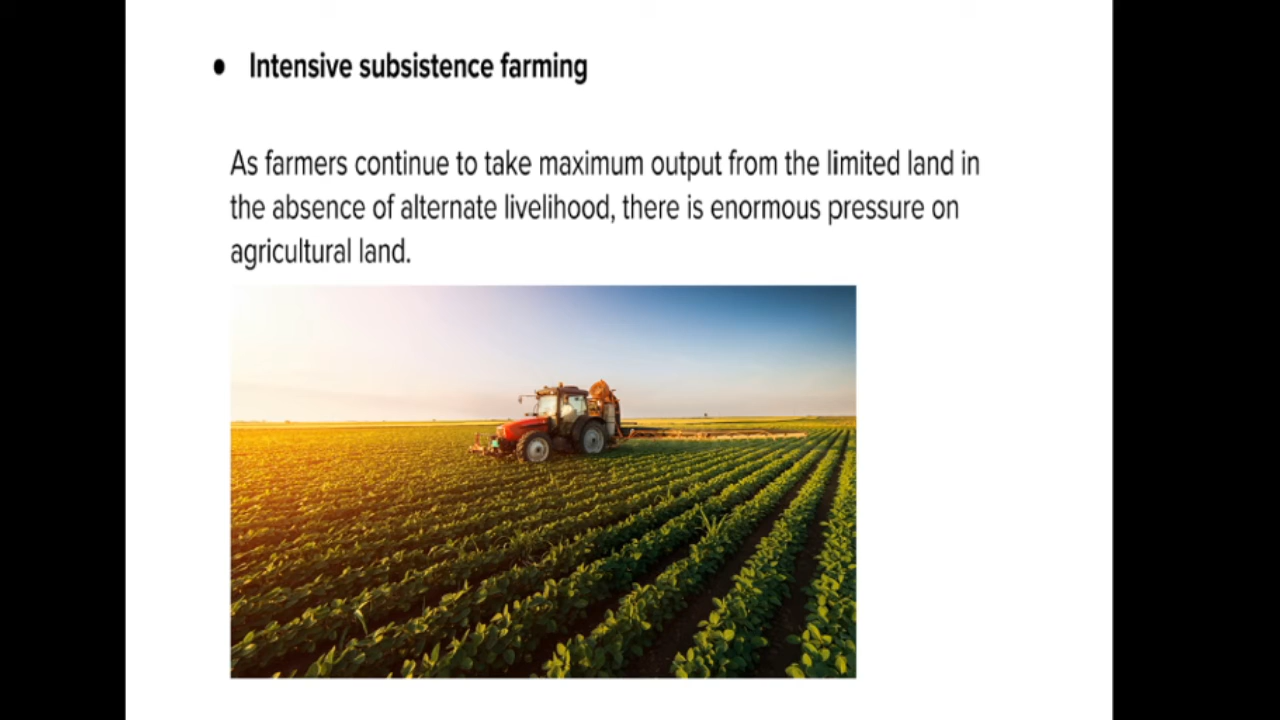 ● Intensive subsistence farming
As farmers continue to take maximum output from the limited land in
the absence of alternate livelihood, there is enormous pressure on
agricultural land.